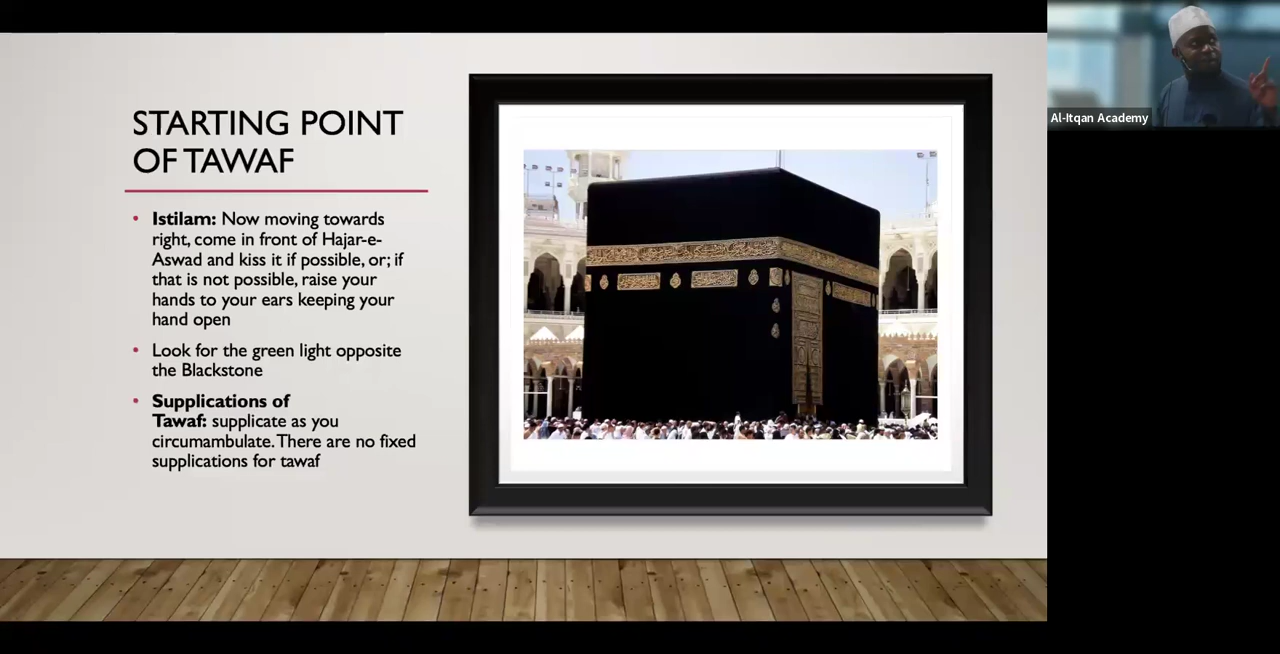 STARTING POINT
OF TAWAF
• Istilam: Now moving towards
right, come in front of Hajar-e-
Aswad and kiss it if possible, or; if
that is not possible, raise your
hands to your ears keeping your
hand open
• Look for the green light opposite
the Blackstone
• Supplications of
Tawaf: supplicate as you
circumambulate. There are no fixed
supplications for tawaf
Al-Itqan Academy